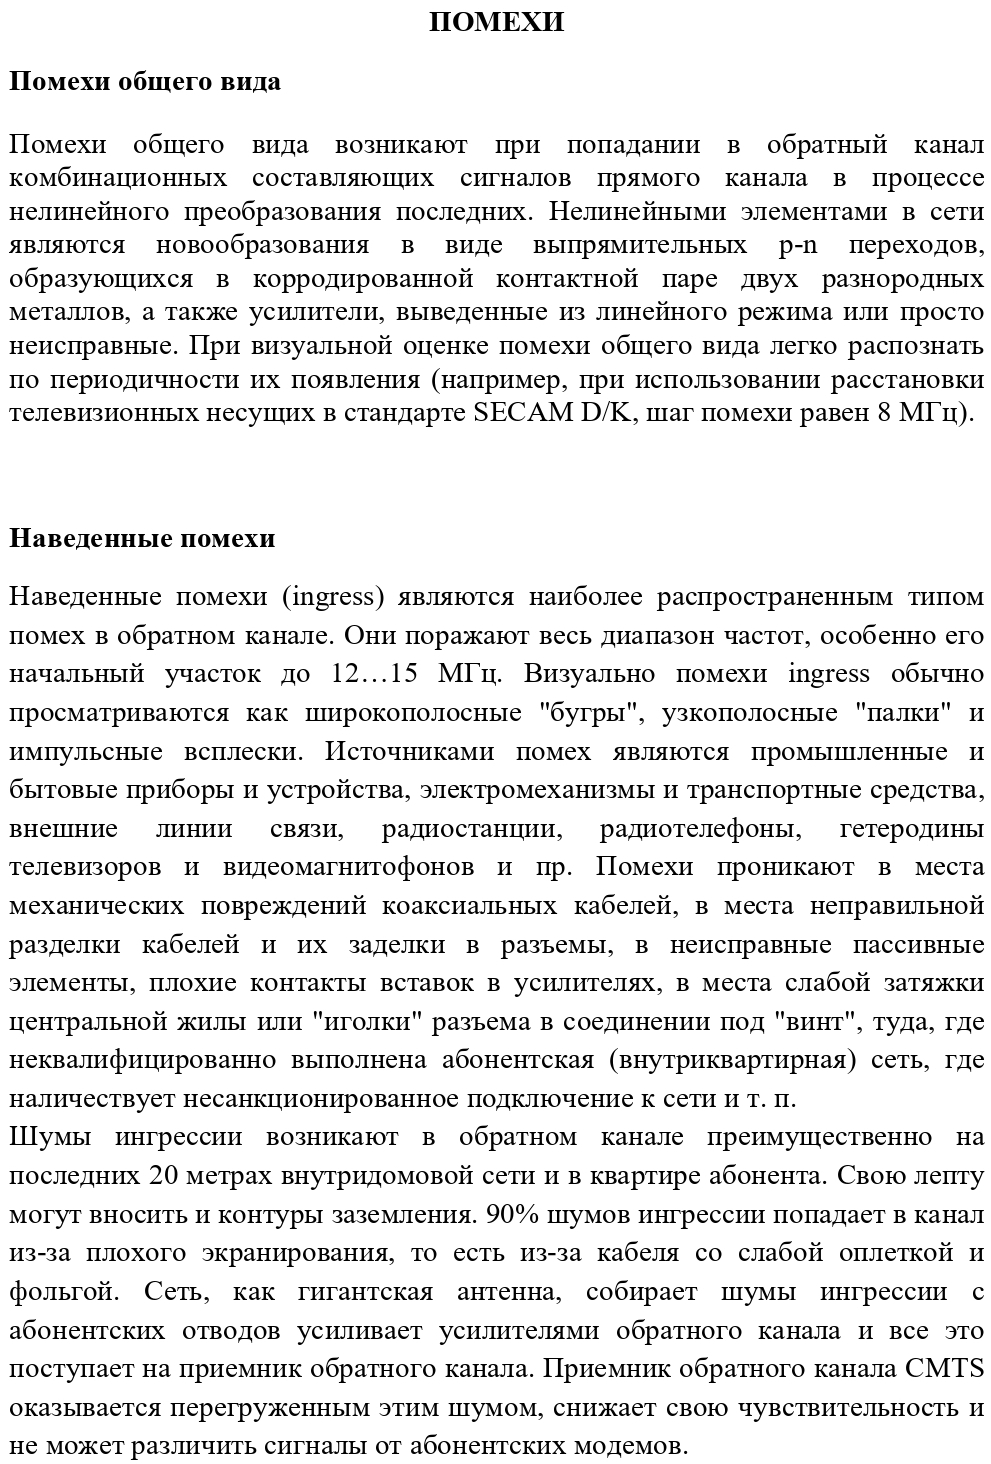 ПОМЕХИ
Помехи общего вида
Помехи общего вида возникают при попадании в обратный канал
комбинационных составляющих сигналов прямого канала в процессе
нелинейного преобразования последних. Нелинейными элементами в сети
являются новообразования в виде выпрямительных p-n переходов,
образующихся в корродированной контактной паре двух разнородных
металлов, а также усилители, выведенные из линейного режима или просто
неисправные. При визуальной оценке помехи общего вида легко распознать
по периодичности их появления (например, при использовании расстановки
телевизионных несущих в стандарте SECAM D/K, шаг помехи равен 8 МГц).
Наведенные помехи
Наведенные помехи (ingress) являются наиболее распространенным типом
помех в обратном канале. Они поражают весь диапазон частот, особенно его
начальный участок до 12…15 МГц. Визуально помехи ingress обычно
просматриваются как широкополосные "бугры", узкополосные "палки" и
импульсные всплески. Источниками помех являются промышленные и
бытовые приборы и устройства, электромеханизмы и транспортные средства,
внешние линии связи, радиостанции, радиотелефоны, гетеродины
телевизоров и видеомагнитофонов и пр. Помехи проникают в места
механических повреждений коаксиальных кабелей, в места неправильной
разделки кабелей и их заделки в разъемы, в неисправные пассивные
элементы, плохие контакты вставок в усилителях, в места слабой затяжки
центральной жилы или "иголки" разъема в соединении под "винт", туда, где
неквалифицированно выполнена абонентская (внутриквартирная) сеть, где
наличествует несанкционированное подключение к сети и т. п.
Шумы ингрессии возникают в обратном канале преимущественно на
последних 20 метрах внутридомовой сети и в квартире абонента. Свою лепту
могут вносить и контуры заземления. 90% шумов ингрессии попадает в канал
из-за плохого экранирования, то есть из-за кабеля со слабой оплеткой и
фольгой. Сеть, как гигантская антенна, собирает шумы ингрессии с
абонентских отводов усиливает усилителями обратного канала и все это
поступает на приемник обратного канала. Приемник обратного канала CMTS
оказывается перегруженным этим шумом, снижает свою чувствительность и
не может различить сигналы от абонентских модемов.